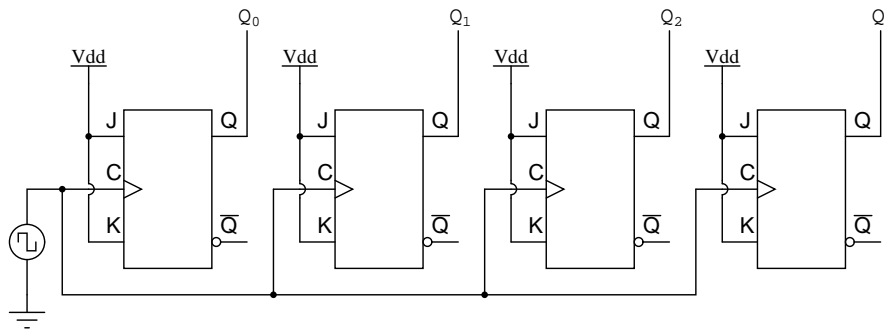 Q₀ Q₁ Q₂ Q
Vdd Vdd Vdd Vdd
J Q J Q J Q J Q
C C C C
K Q̅ K Q̅ K Q̅ K Q̅